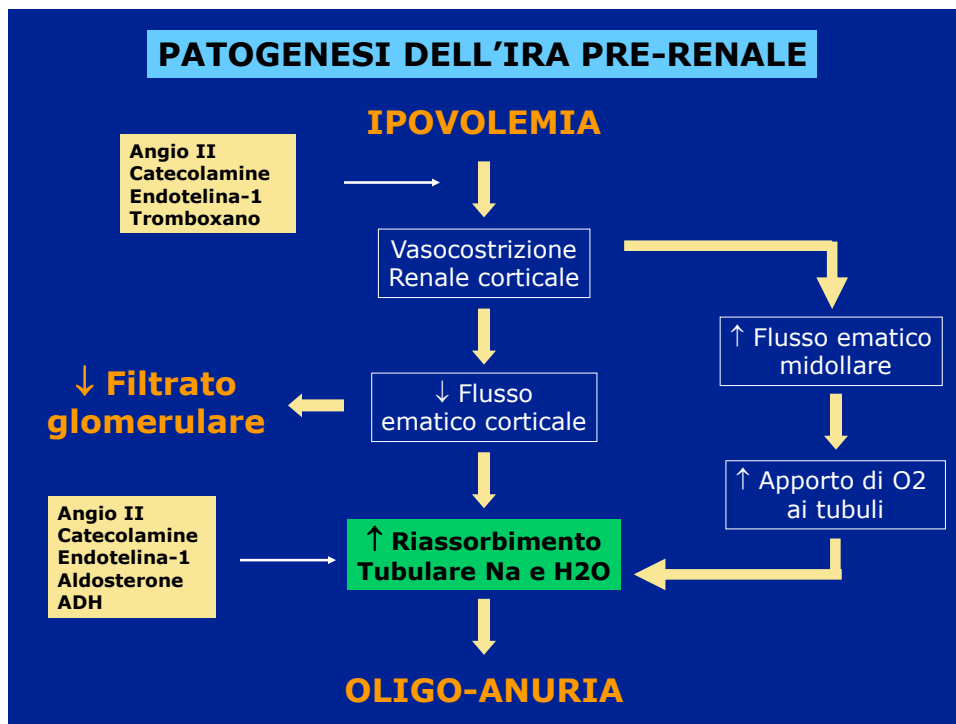 PATOGENESI DELL'IRA PRE-RENALE
IPOVOLEMIA
Angio II
Catecolamine
Endotelina-1
Tromboxano
Vasocostrizione
Renale corticale
↑ Flusso ematico
midollare
↓ Filtrato
glomerulare
↓ Flusso
ematico corticale
↑ Apporto di O2
ai tubuli
Angio II
Catecolamine
Endotelina-1
Aldosterone
ADH
↑ Riassorbimento
Tubulare Na e H2O
OLIGO-ANURIA